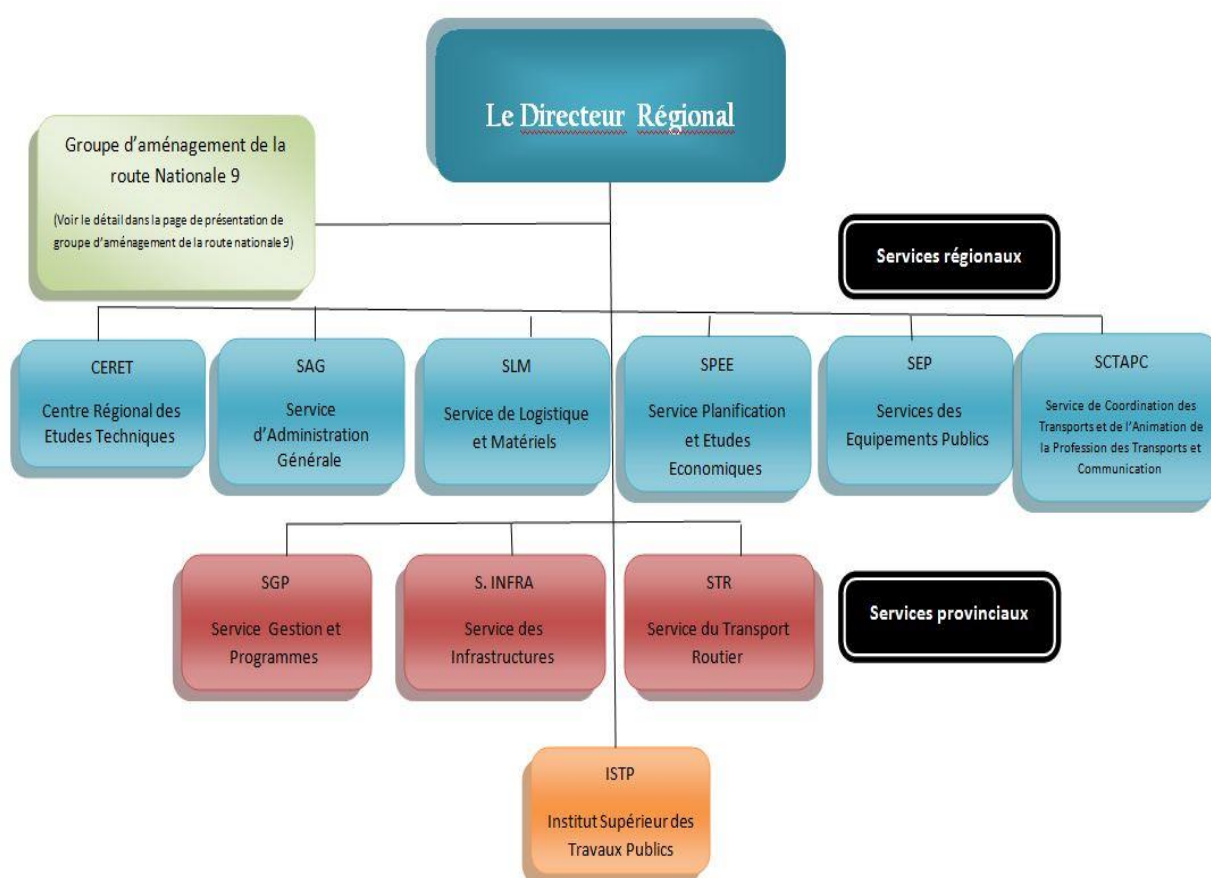 Le Directeur Régional
Groupe d’aménagement de la
route Nationale 9
(Voir le détail dans la page de présentation de
groupe d’aménagement de la route nationale 9)
Services régionaux
CERET
Centre Régional des
Etudes Techniques
SAG
Service
d’Administration
Générale
SLM
Service de Logistique
et Matériels
SPEE
Service Planification
et Etudes
Economiques
SEP
Services des
Equipements Publics
SCTAPC
Service de Coordination des
Transports et de l’Animation de
la Profession des Transports et
Communication
SGP
Service Gestion et
Programmes
S. INFRA
Service des
Infrastructures
STR
Service du Transport
Routier
Services provinciaux
ISTP
Institut Supérieur des
Travaux Publics